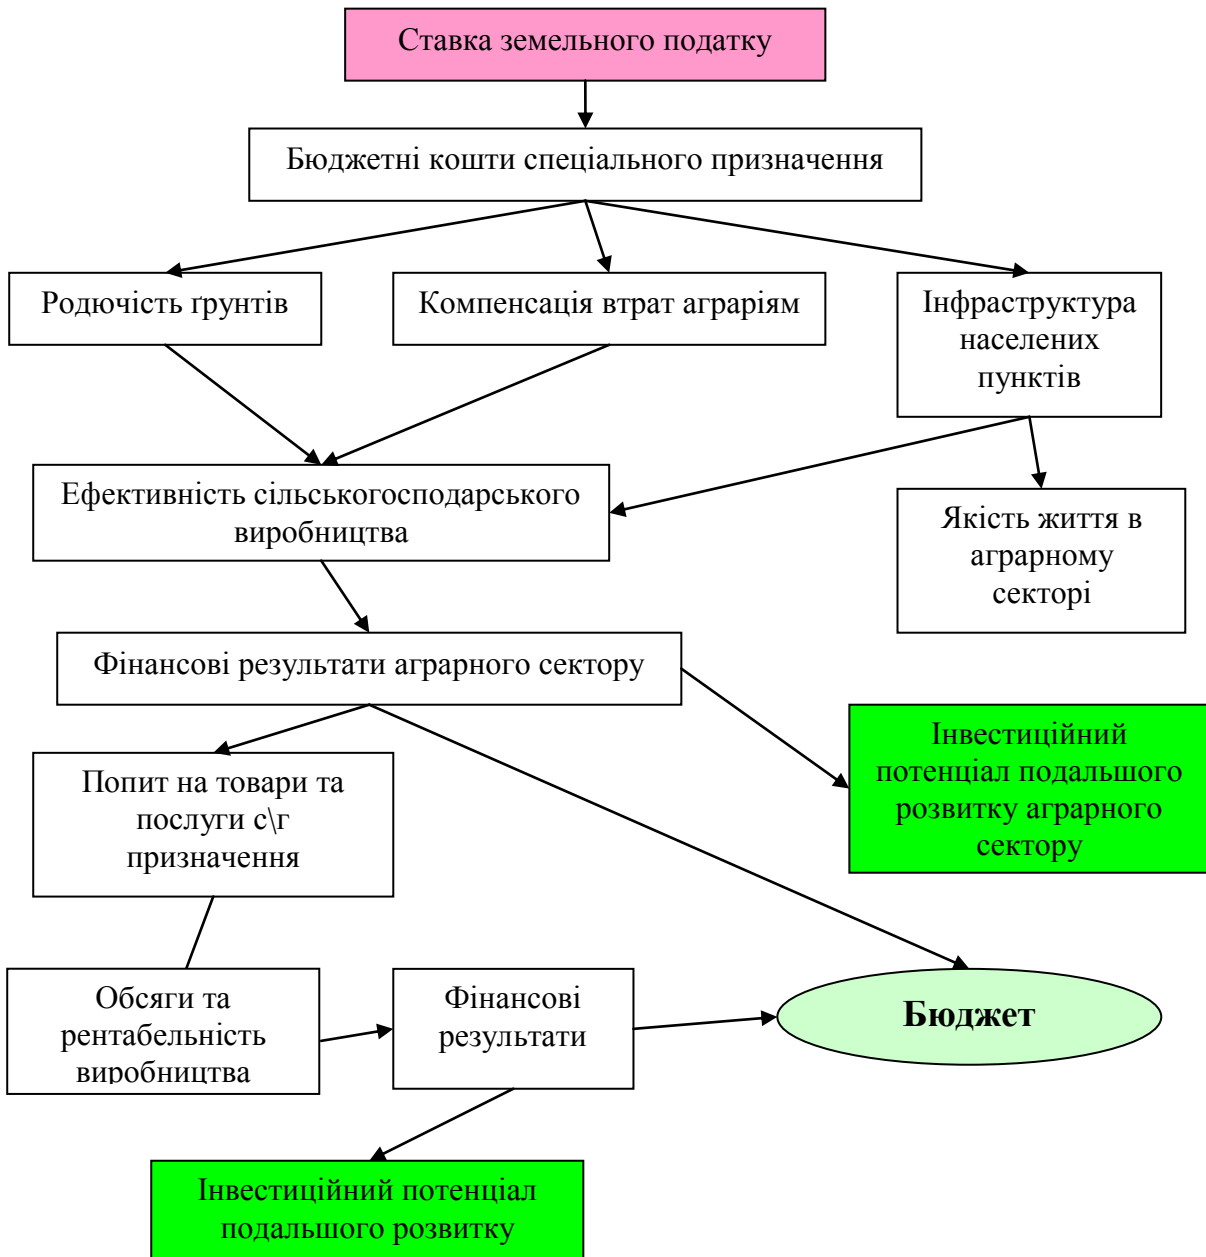 Ставка земельного податку
Бюджетні кошти спеціального призначення
Родючість ґрунтів
Компенсація втрат аграріям
Інфраструктура
населених
пунктів
Ефективність сільськогосподарського
виробництва
Якість життя в
аграрному
секторі
Фінансові результати аграрного сектору
Інвестиційний
потенціал подальшого
розвитку аграрного
сектору
Попит на товари та
послуги с\г
призначення
Обсяги та
рентабельність
виробництва
Фінансові
результати
Бюджет
Інвестиційний потенціал
подальшого розвитку